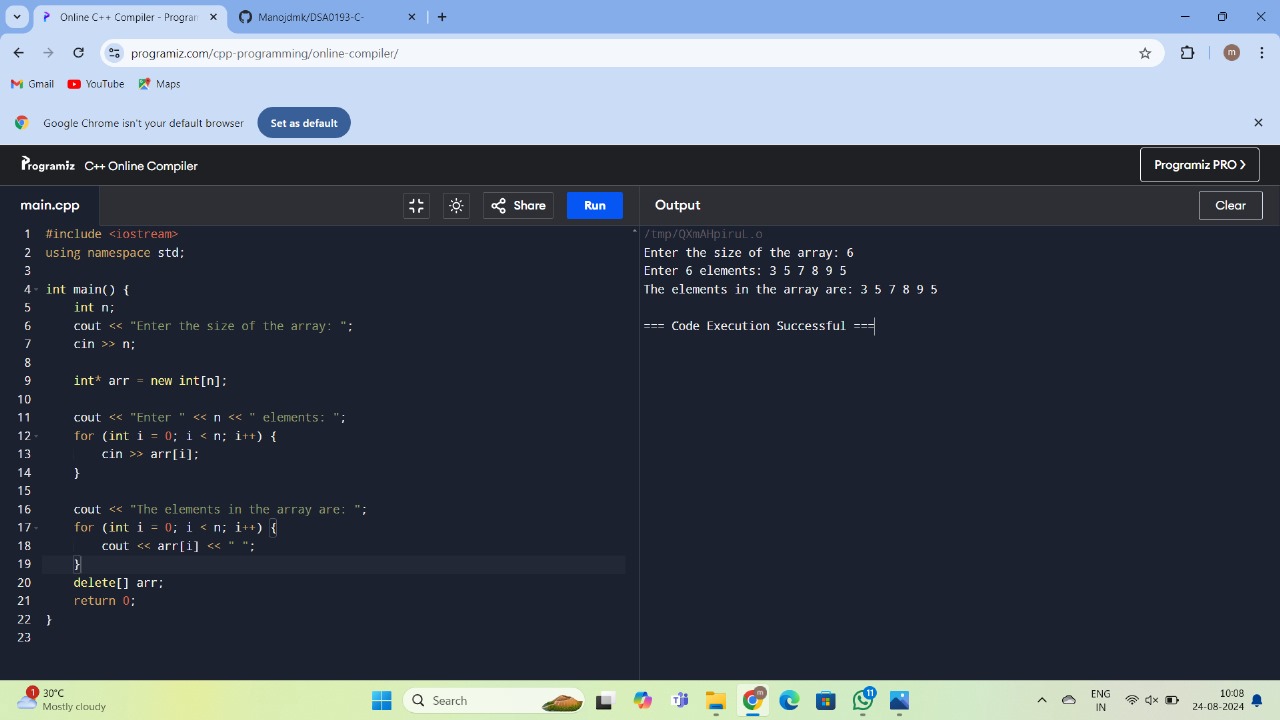 Online C++ Compiler - Program
Manojdmk/DSA0193-C-
programiz.com/cpp-programming/online-compiler/
m
Gmail
YouTube
Maps
Google Chrome isn't your default browser
Set as default
Programiz C++ Online Compiler
Programiz PRO
main.cpp
Share
Run
Output
Clear
1 #include <iostream>
2 using namespace std;
3
4 int main() {
5     int n;
6     cout << "Enter the size of the array: ";
7     cin >> n;
8
9     int* arr = new int[n];
10
11     cout << "Enter " << n << " elements: ";
12     for (int i = 0; i < n; i++) {
13         cin >> arr[i];
14     }
15
16     cout << "The elements in the array are: ";
17     for (int i = 0; i < n; i++) {
18         cout << arr[i] << " ";
19     }
20     delete[] arr;
21     return 0;
22 }
23
/tmp/QXmAHpiruL.o
Enter the size of the array: 6
Enter 6 elements: 3 5 7 8 9 5
The elements in the array are: 3 5 7 8 9 5
=== Code Execution Successful ===
1
30°C
Mostly cloudy
Search
m
11
ENG
IN
10:08
24-08-2024